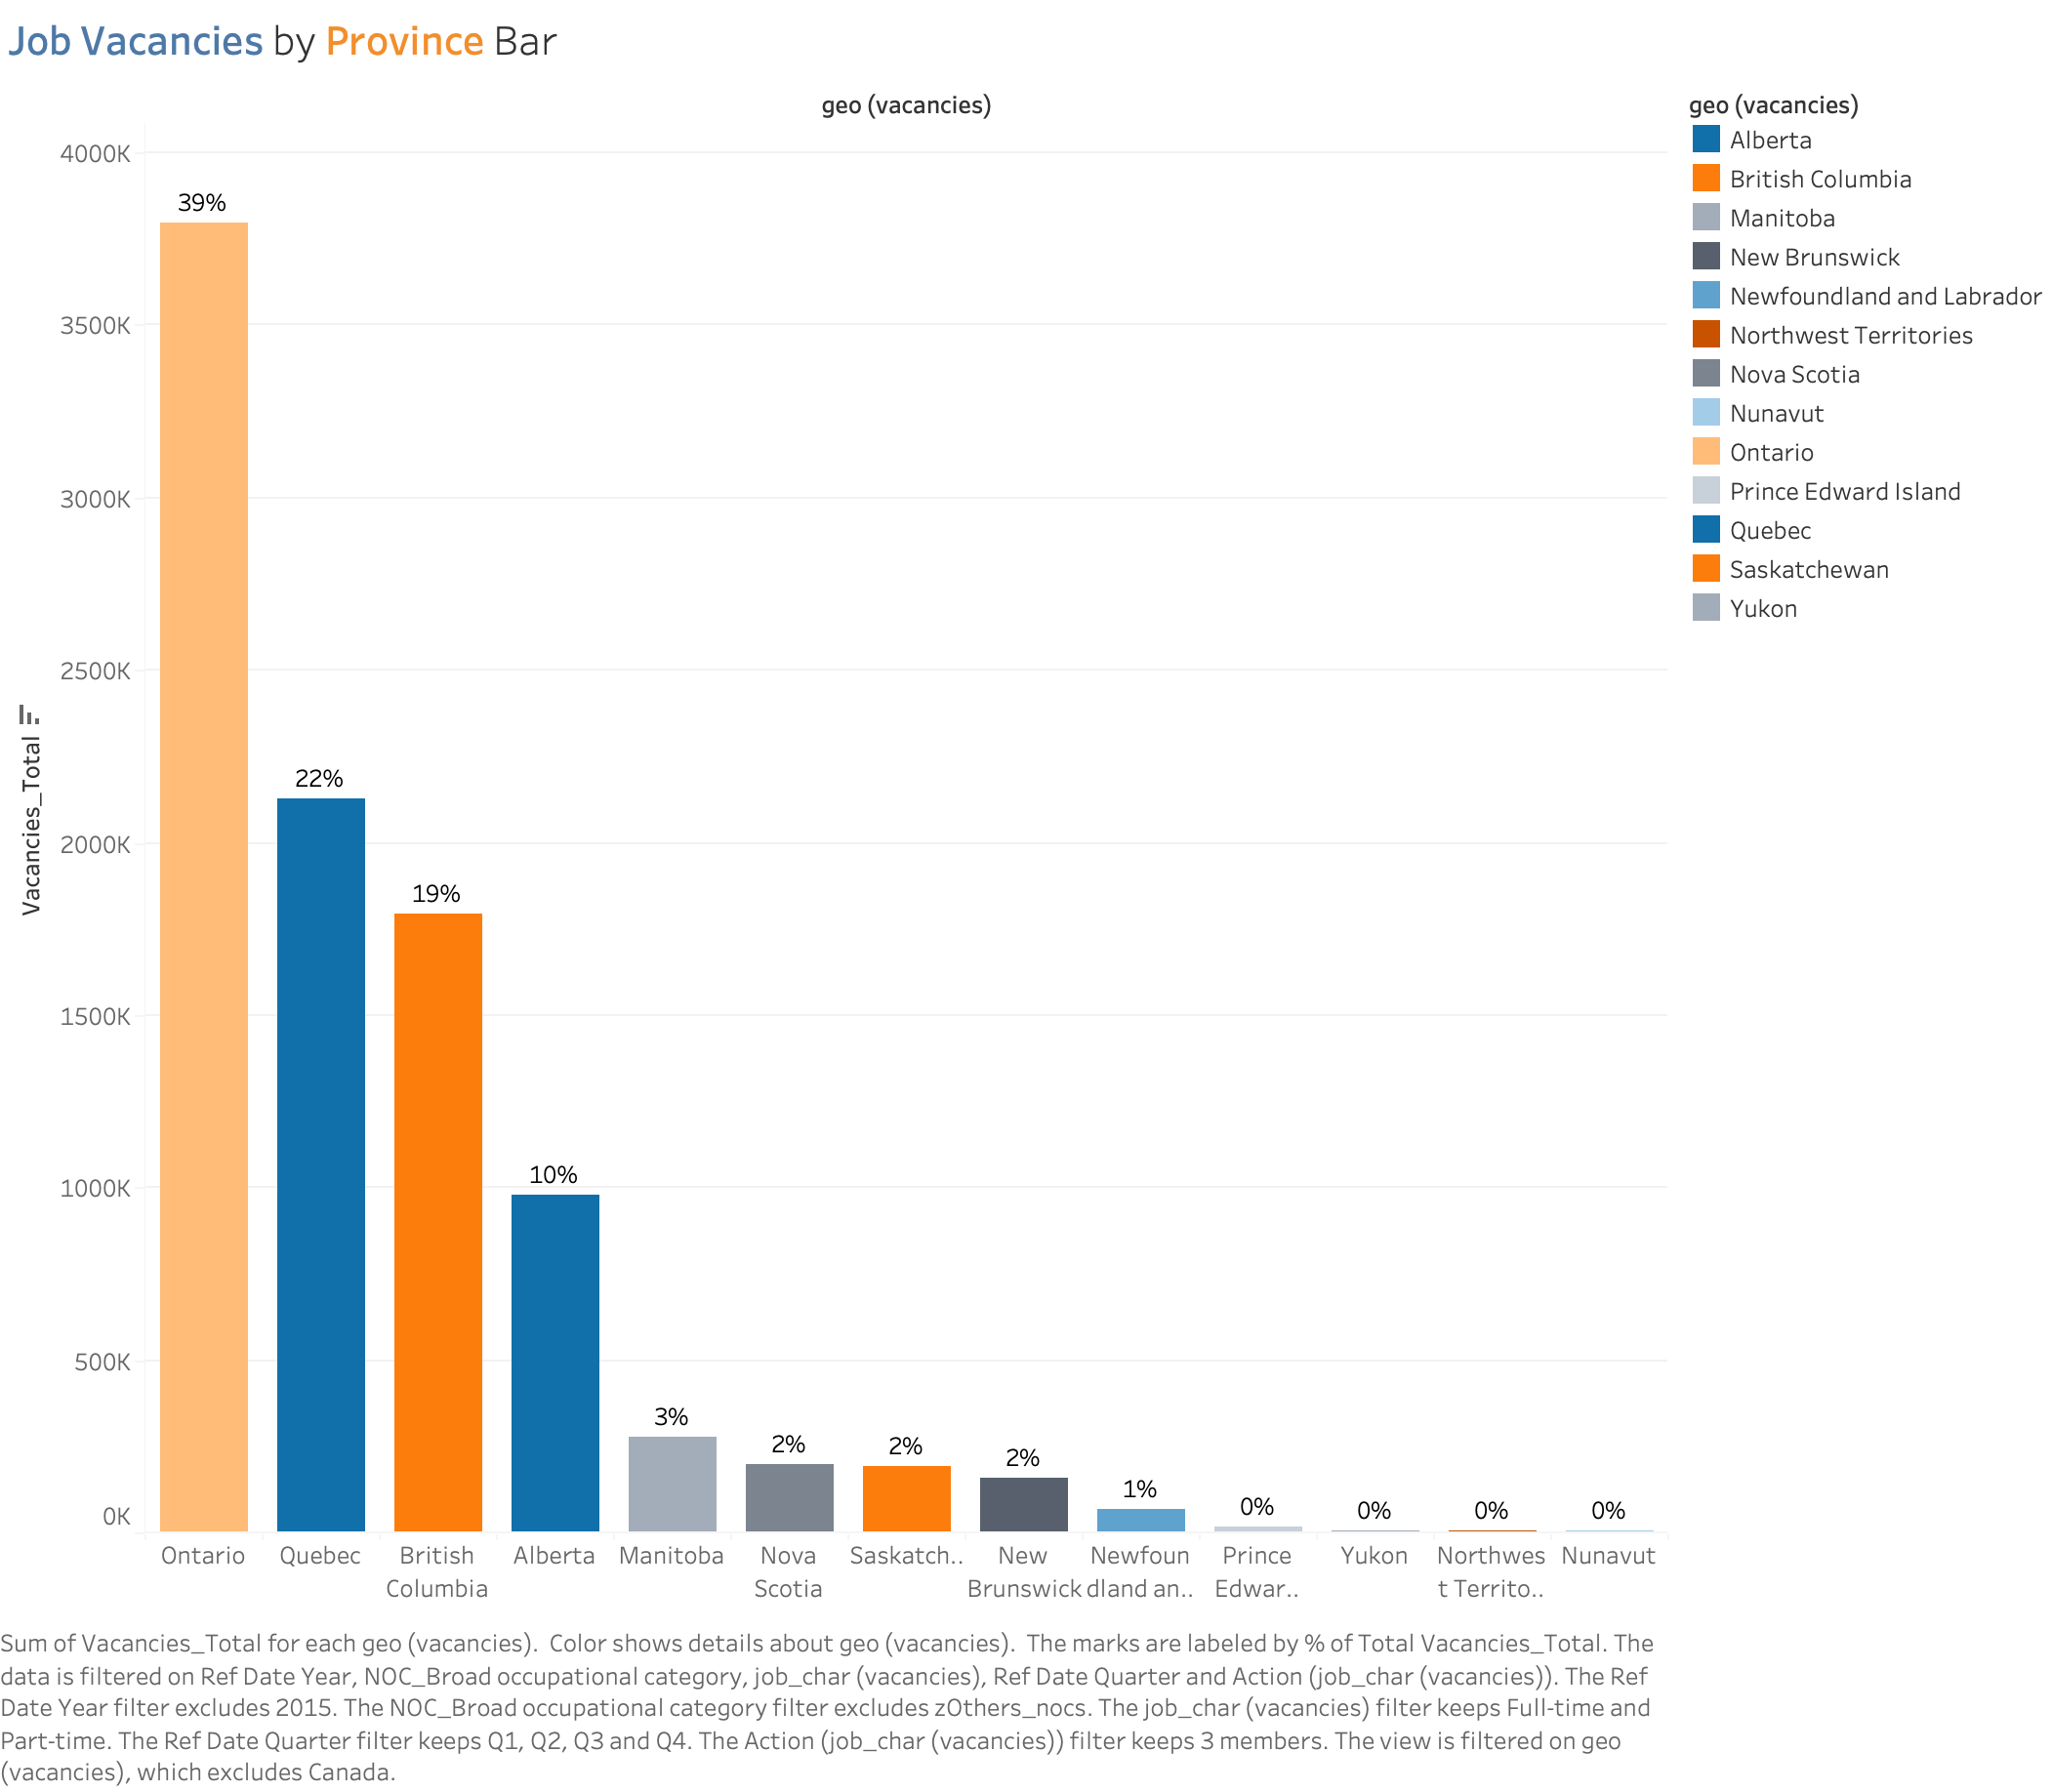 Job Vacancies by Province Bar
geo (vacancies)
geo (vacancies)
Alberta
British Columbia
Manitoba
New Brunswick
Newfoundland and Labrador
Northwest Territories
Nova Scotia
Nunavut
Ontario
Prince Edward Island
Quebec
Saskatchewan
Yukon
Vacancies_Total
4000K
3500K
3000K
2500K
2000K
1500K
1000K
500K
0K
39%
22%
19%
10%
3%
2%
2%
2%
1%
0%
0%
0%
0%
Ontario
Quebec
British
Columbia
Alberta
Manitoba
Nova
Scotia
Saskatch..
New
Brunswick
Newfoun
dland an..
Prince
Edwar..
Yukon
Northwes
t Territo..
Nunavut
Sum of Vacancies_Total for each geo (vacancies).  Color shows details about geo (vacancies).  The marks are labeled by % of Total Vacancies_Total. The
data is filtered on Ref Date Year, NOC_Broad occupational category, job_char (vacancies), Ref Date Quarter and Action (job_char (vacancies)). The Ref
Date Year filter excludes 2015. The NOC_Broad occupational category filter excludes zOthers_nocs. The job_char (vacancies) filter keeps Full-time and
Part-time. The Ref Date Quarter filter keeps Q1, Q2, Q3 and Q4. The Action (job_char (vacancies)) filter keeps 3 members. The view is filtered on geo
(vacancies), which excludes Canada.